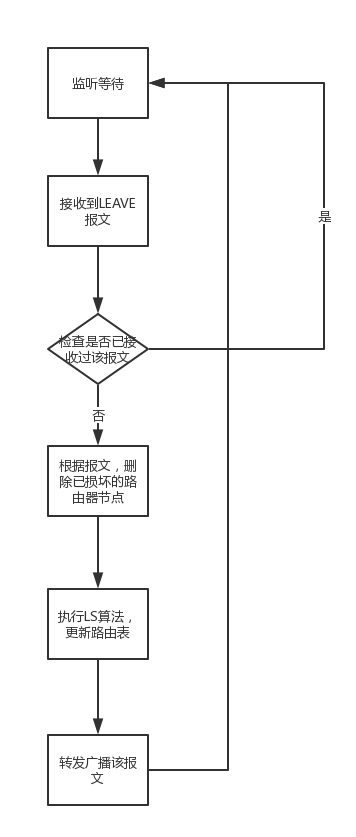 监听等待
接收到LEAVE
报文
是
检查是否已接
收过该报文
否
根据报文，删
除已损坏的路
由器节点
执行LS算法，
更新路由表
转发广播该报
文